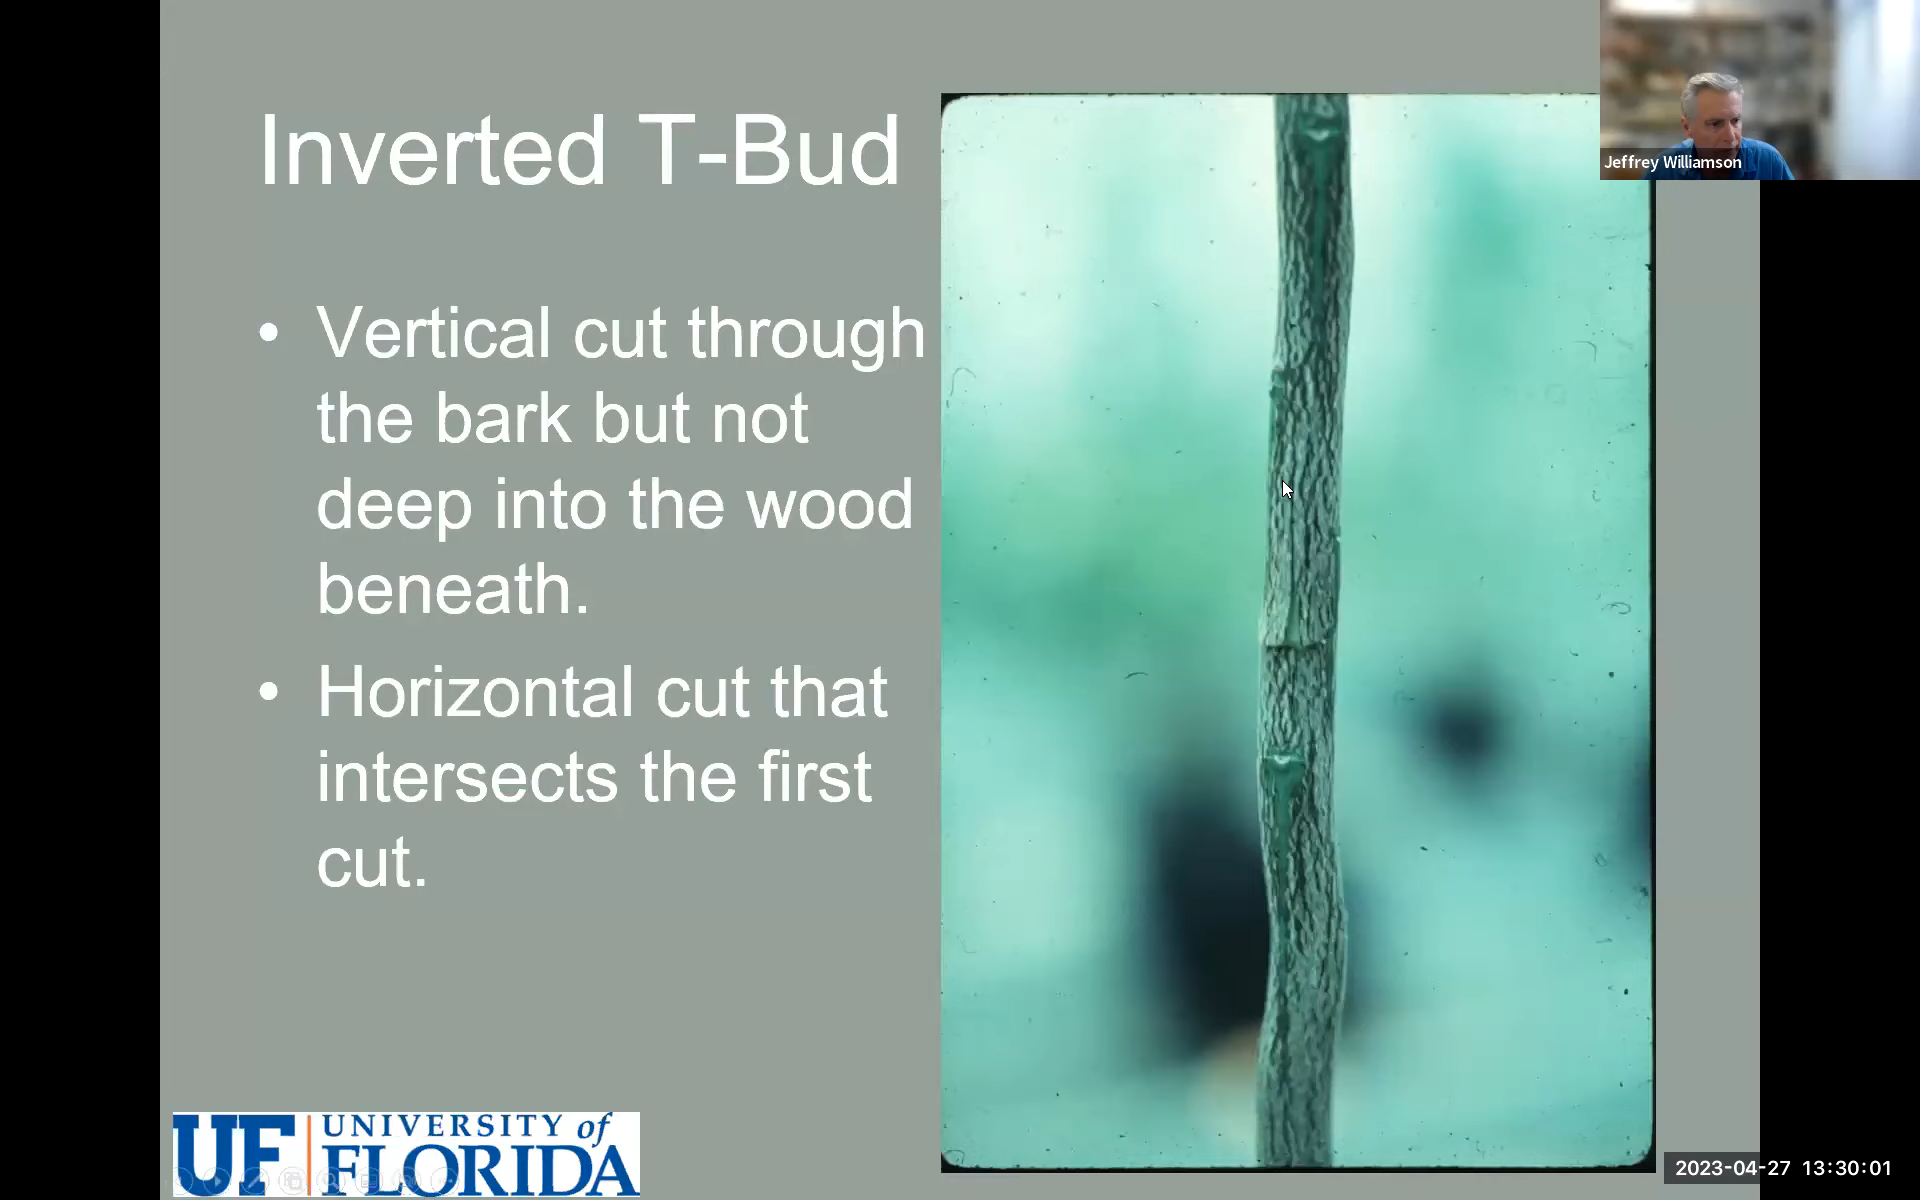 Inverted T-Bud
Jeffrey Williamson
• Vertical cut through
the bark but not
deep into the wood
beneath.
• Horizontal cut that
intersects the first
cut.
UF UNIVERSITY of
FLORIDA
2023-04-27 13:30:01